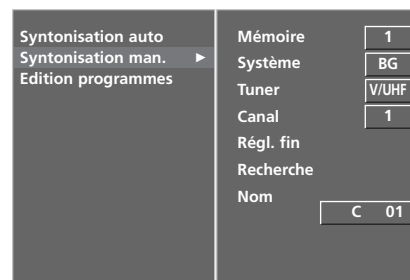 Syntonisation auto
Syntonisation man. ►
Edition programmes
Mémoire 1
Système BG
Tuner V/UHF
Canal 1
Régl. fin
Recherche
Nom
C 01